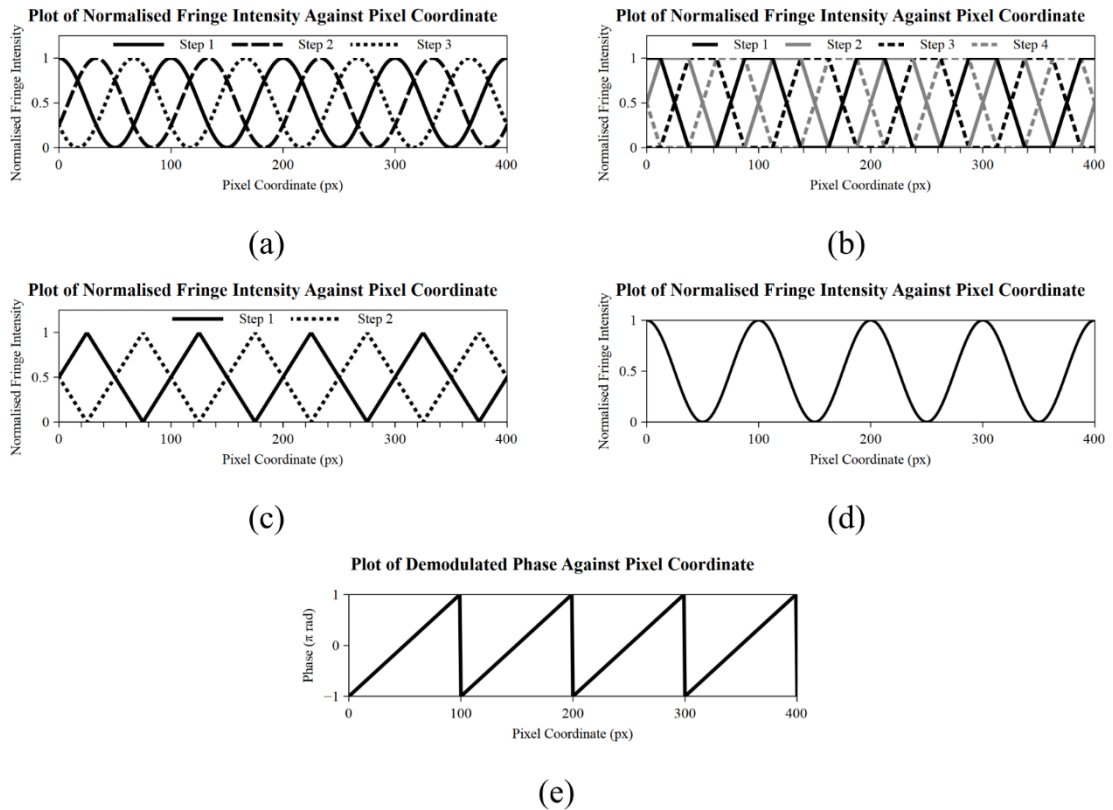 Plot of Normalised Fringe Intensity Against Pixel Coordinate
Step 1 Step 2 Step 3
Normalised Fringe Intensity
1
0.5
0
0 100 200 300 400
Pixel Coordinate (px)
(a)
Plot of Normalised Fringe Intensity Against Pixel Coordinate
Step 1 Step 2 Step 3 Step 4
Normalised Fringe Intensity
1
0.5
0
0 100 200 300 400
Pixel Coordinate (px)
(b)
Plot of Normalised Fringe Intensity Against Pixel Coordinate
Step 1 Step 2
Normalised Fringe Intensity
1
0.5
0
0 100 200 300 400
Pixel Coordinate (px)
(c)
Plot of Normalised Fringe Intensity Against Pixel Coordinate
Normalised Fringe Intensity
1
0.5
0
0 100 200 300 400
Pixel Coordinate (px)
(d)
Plot of Demodulated Phase Against Pixel Coordinate
Phase (π rad)
1
0
−1
0 100 200 300 400
Pixel Coordinate (px)
(e)